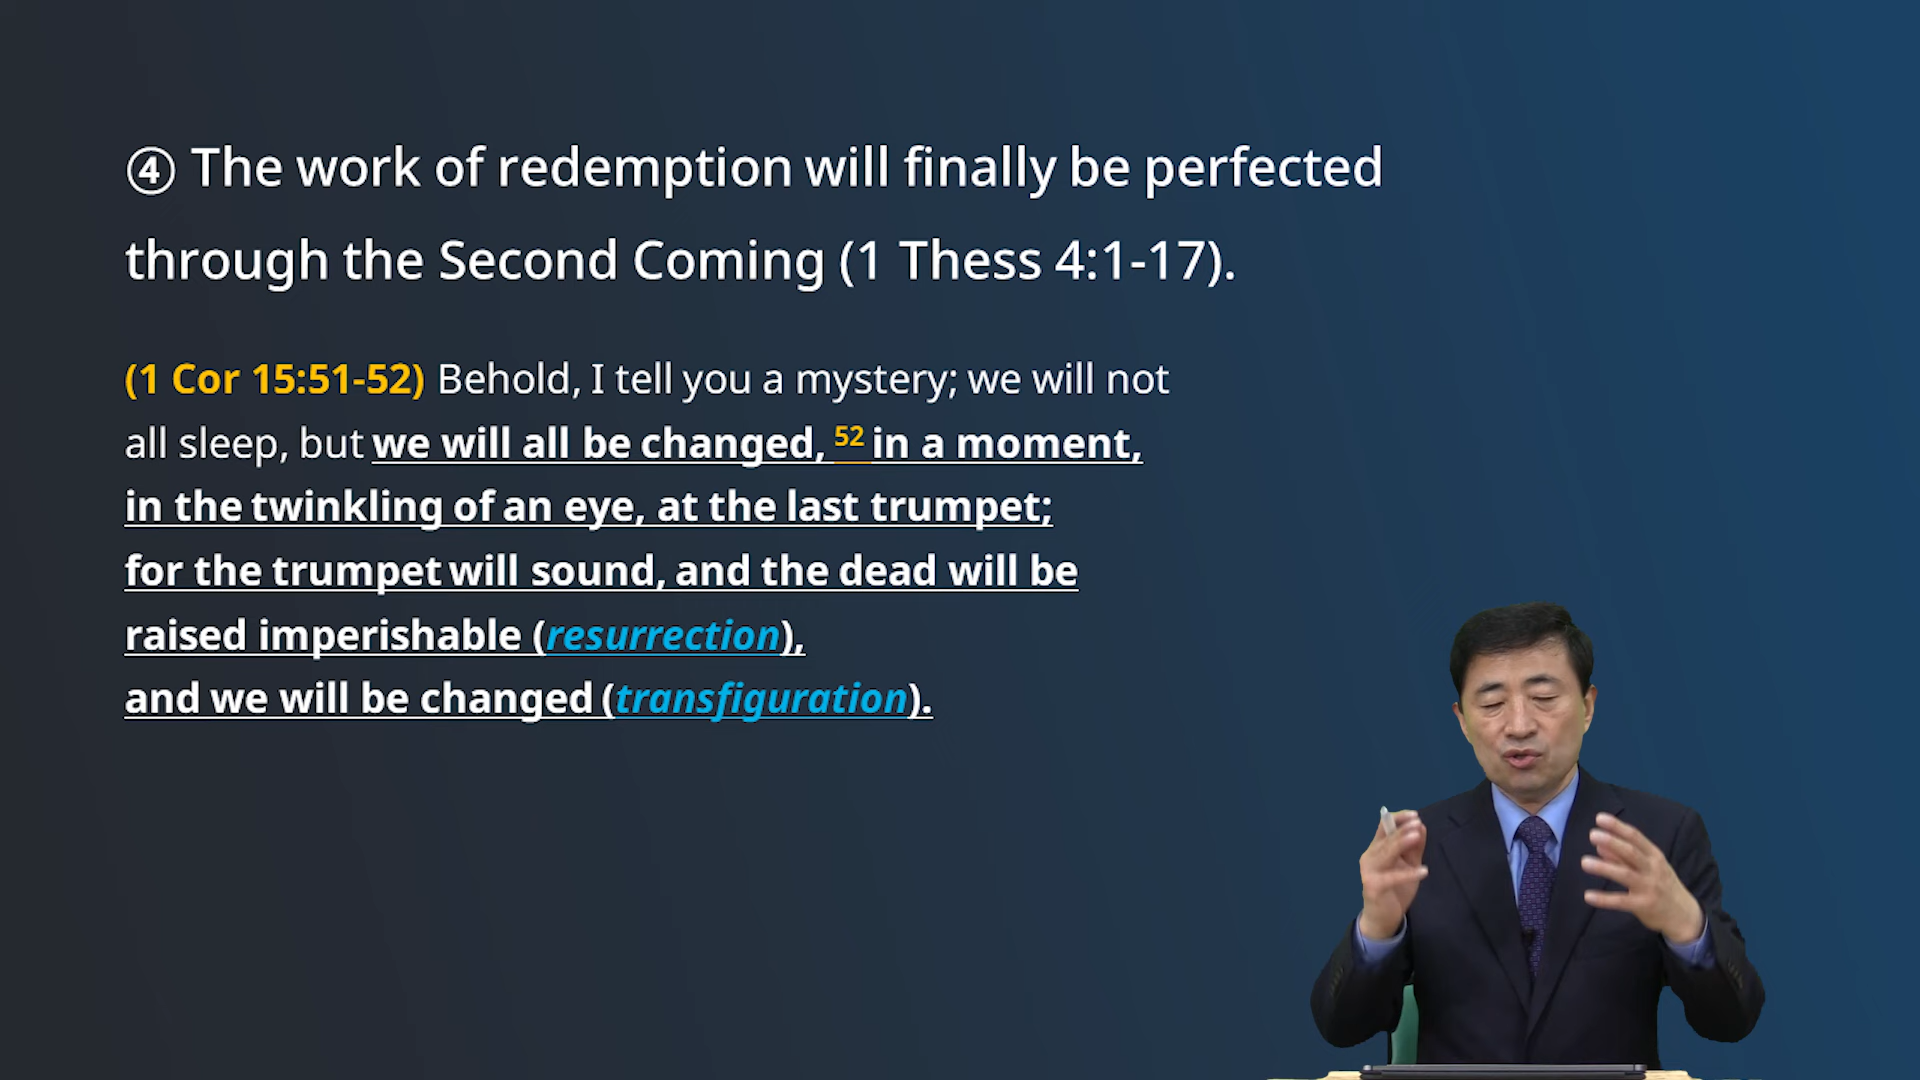 ④ The work of redemption will finally be perfected
through the Second Coming (1 Thess 4:1-17).
(1 Cor 15:51-52) Behold, I tell you a mystery; we will not
all sleep, but we will all be changed, 52 in a moment,
in the twinkling of an eye, at the last trumpet;
for the trumpet will sound, and the dead will be
raised imperishable (resurrection),
and we will be changed (transfiguration).